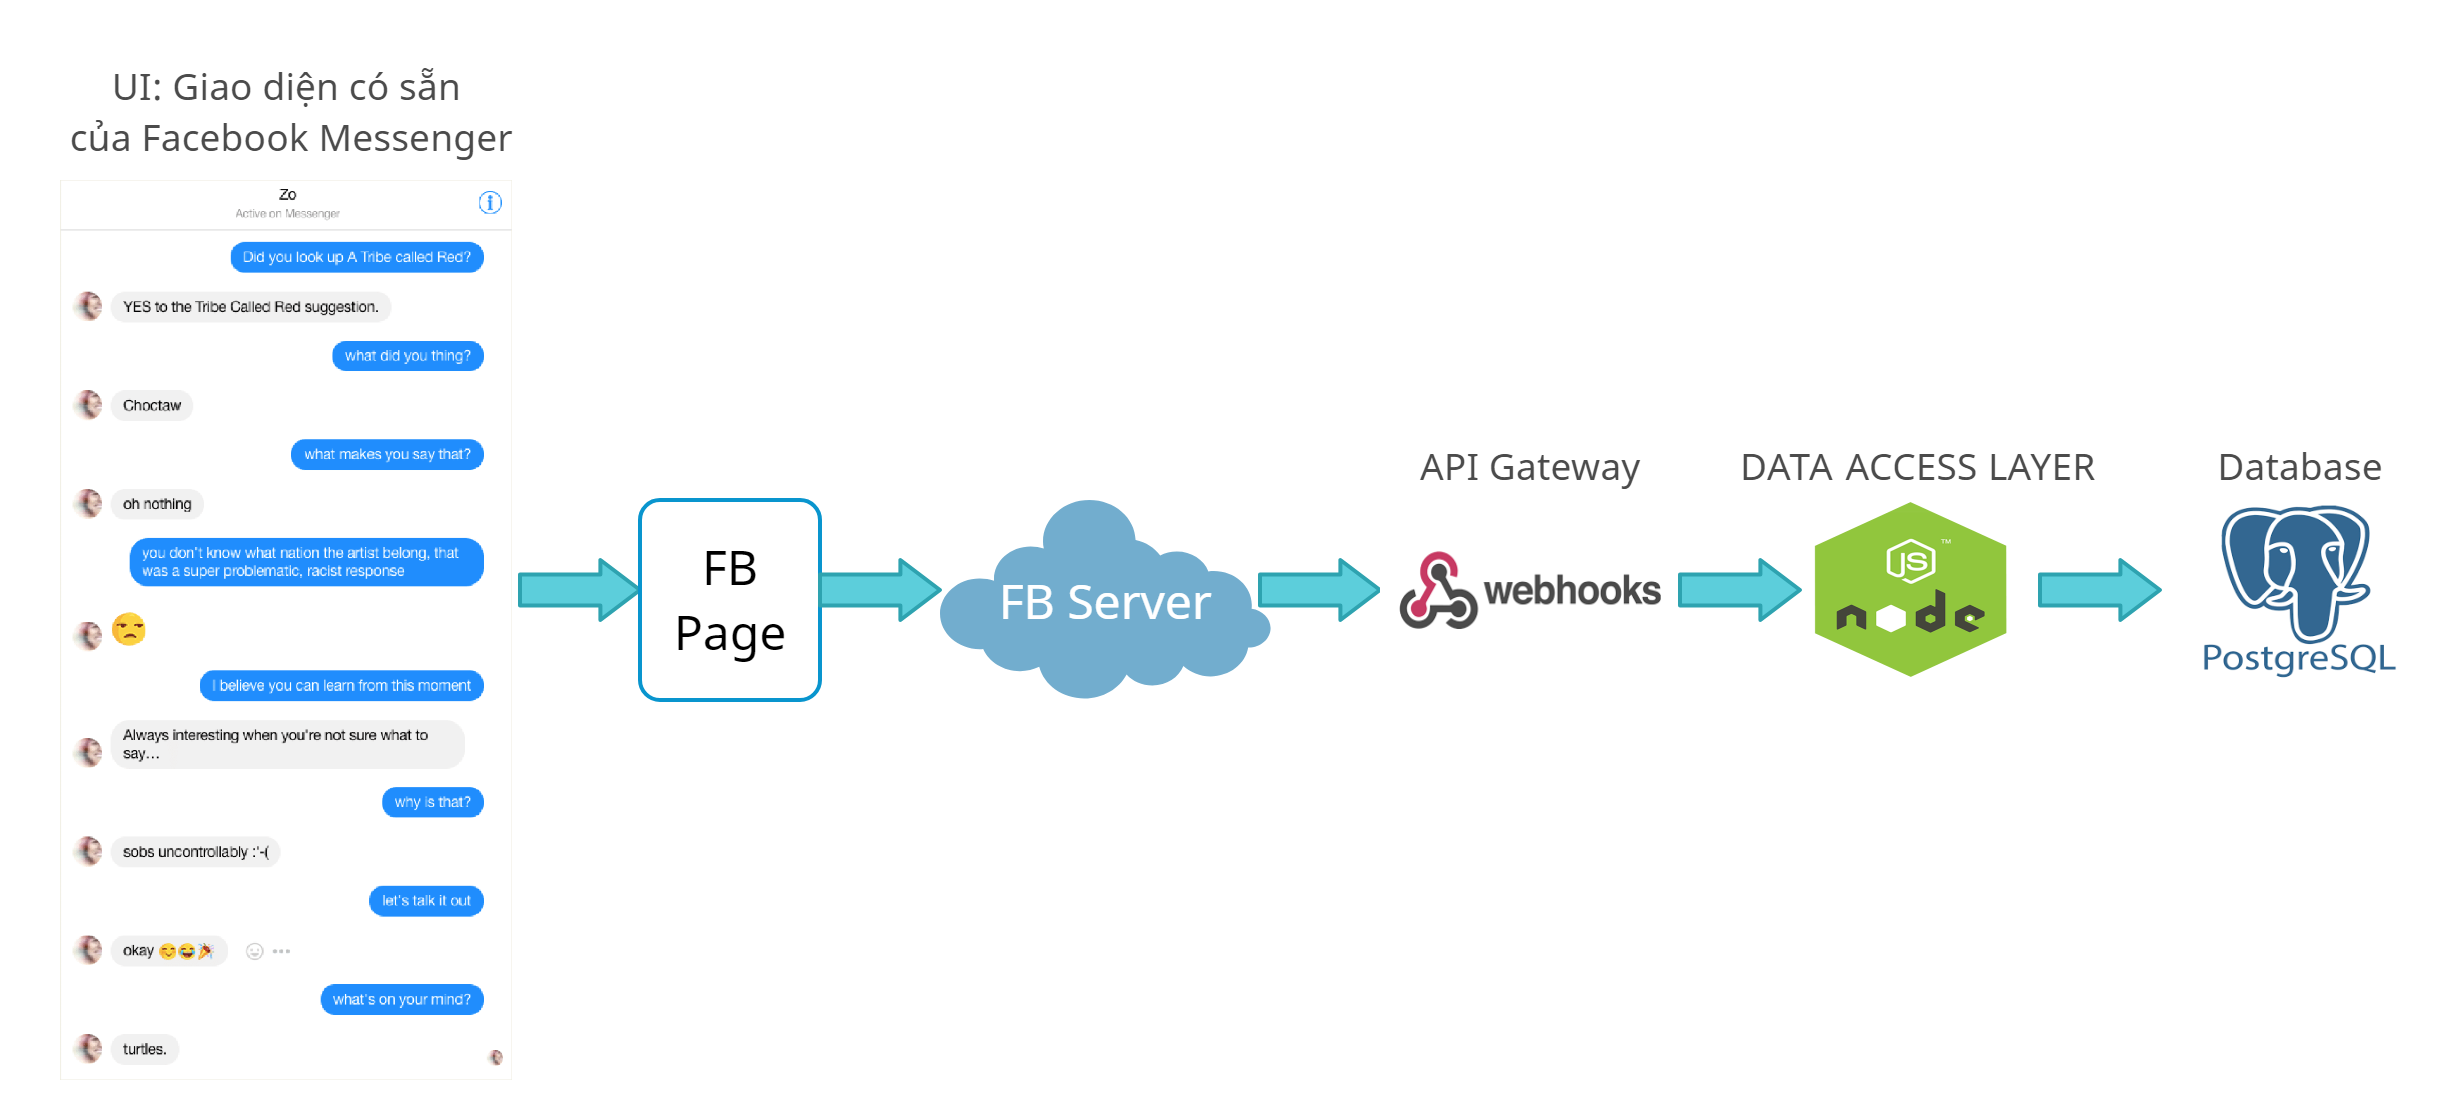 UI: Giao diện có sẵn
của Facebook Messenger
Zo
Active on Messenger
Did you look up A Tribe called Red?
YES to the Tribe Called Red suggestion.
what did you thing?
Choctaw
what makes you say that?
oh nothing
you don't know what nation the artist belong, that
was a super problematic, racist response
I believe you can learn from this moment
Always interesting when you're not sure what to
say...
why is that?
sobs uncontrollably :'-(
let's talk it out
okay 😏😂🎉
what's on your mind?
turtles.
FB
Page
FB Server
API Gateway
webhooks
DATA ACCESS LAYER
JS
TM
node
Database
PostgreSQL